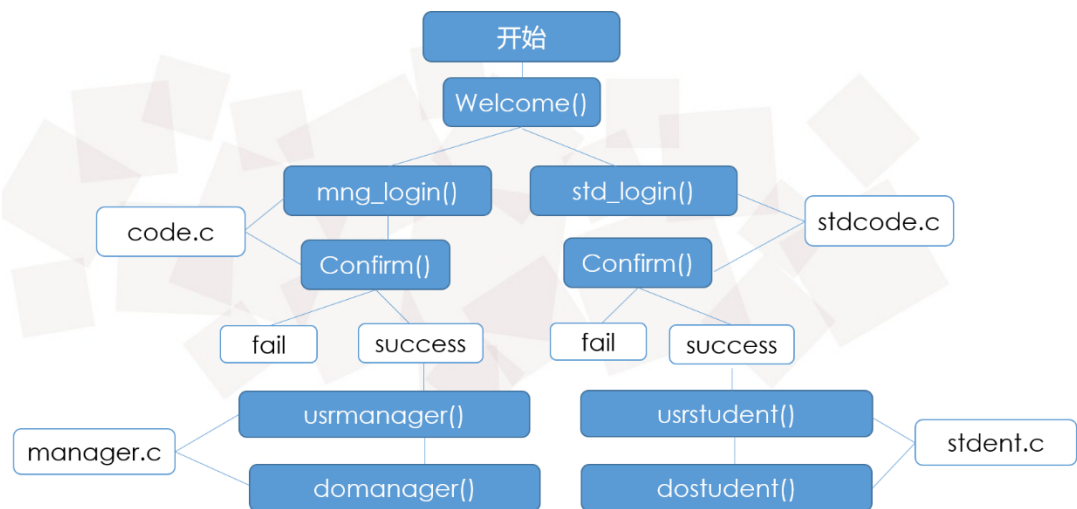 开始
Welcome()
mng_login()
std_login()
code.c
stdcode.c
Confirm()
Confirm()
fail
success
fail
success
usrmanager()
usrstudent()
manager.c
stdent.c
domanager()
dostudent()